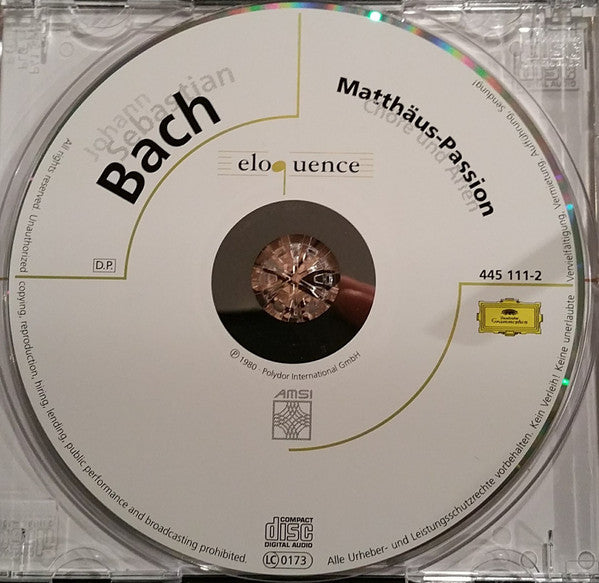 Johann
Sebastian
Bach
Matthäus-Passion
Chöre und Arien
eloquence
D.P.
445 111-2
Deutsche
Grammophon
Ⓟ 1980 · Polydor International GmbH
AMSI
COMPACT
disc
DIGITAL AUDIO
LC 0173
All rights reserved. Unauthorized copying, reproduction, hiring, lending, public performance and broadcasting prohibited.
Alle Urheber- und Leistungsschutzrechte vorbehalten. Kein Verleih! Keine unerlaubte Vervielfältigung, Vermietung, Aufführung, Sendung!